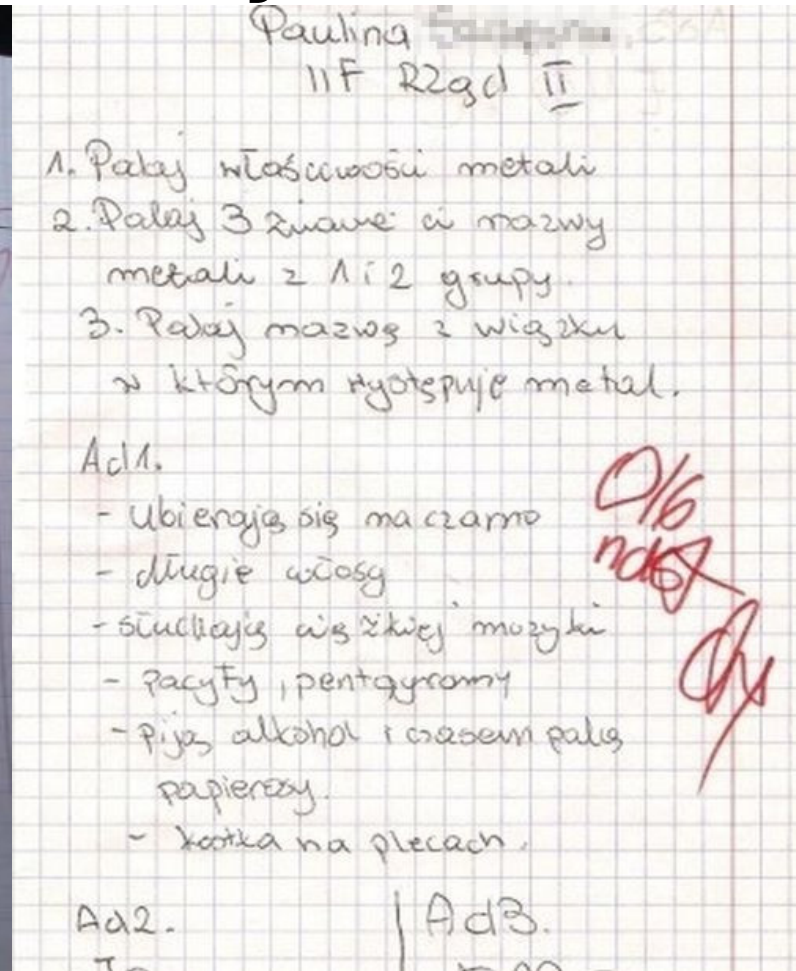 Paulina
IIF Rząd II
1. Podaj właściwości metali
2. Podaj 3 znane ci nazwy
metali z 1 i 2 grupy.
3. Podaj nazwę związku
w którym występuje metal.
Ad1.
- Ubierają się na czarno
- długie włosy
- słuchają ciężkiej muzyki
- pacyfy, pentagramy
- piją alkohol i czasem palą
papierosy.
- kostka na plecach.
0/6
ndst
Ad2.
Ad3.